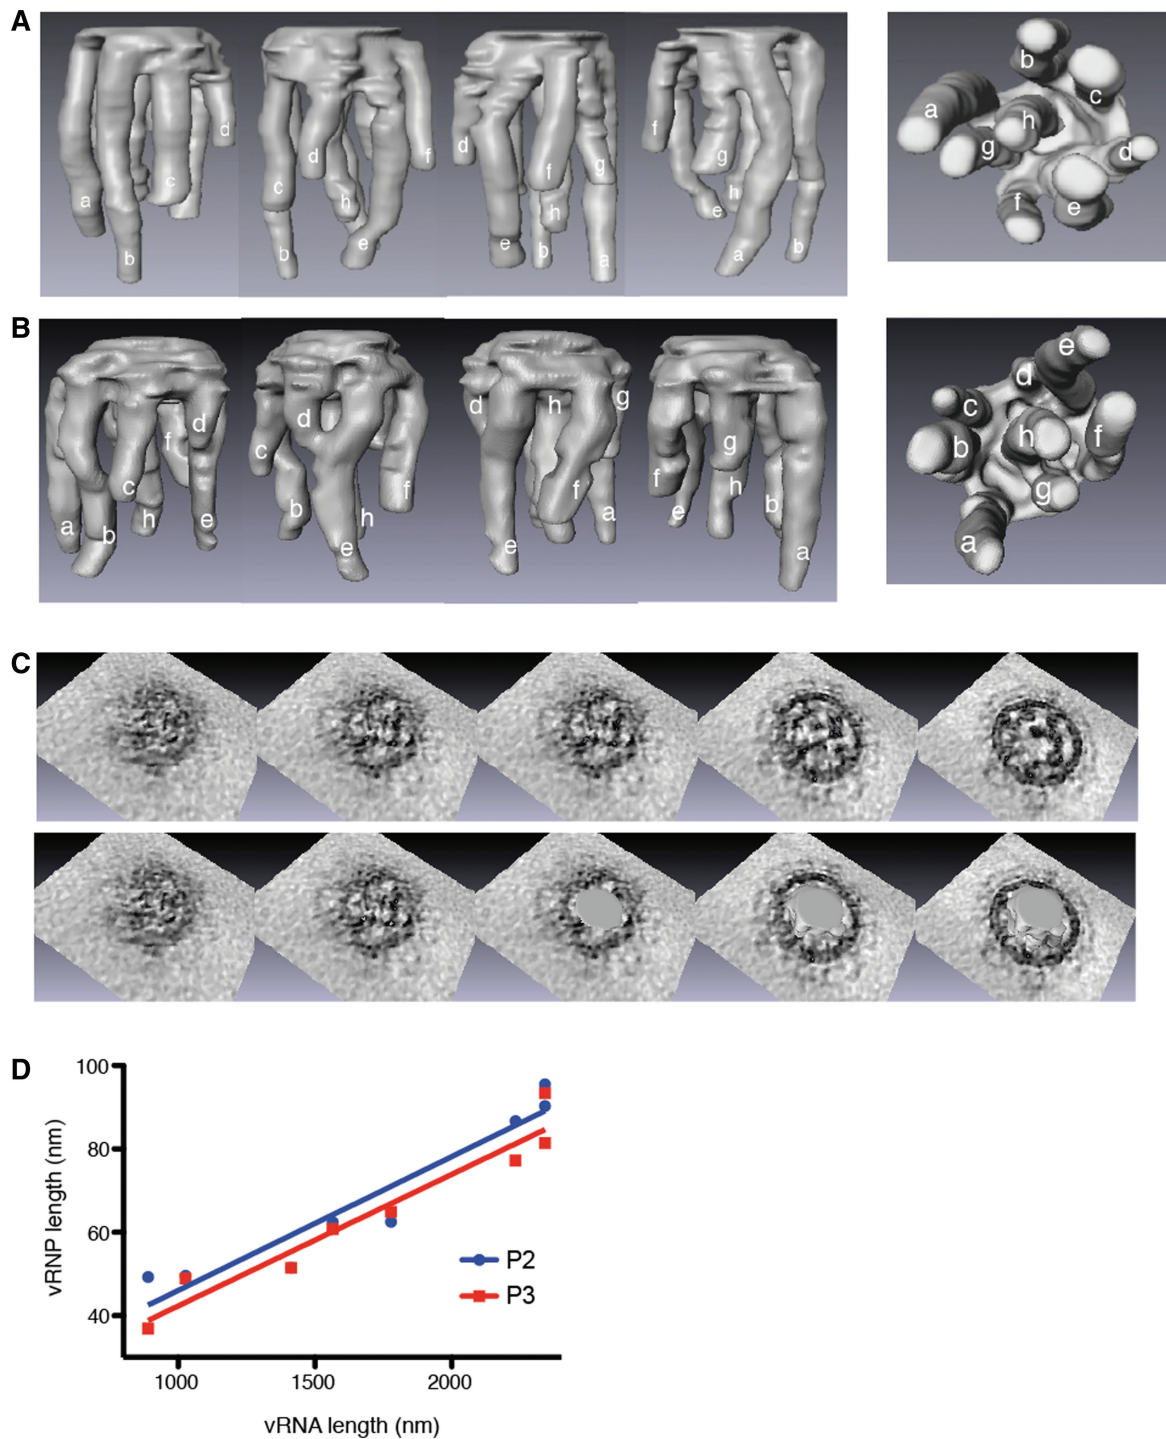 A
a b c d
c b d h e f
d e f h b g a
f g e h a b
b c a h g d f e
B
a b c h f d e
c d b h e f
d h g e f a
f e g h b a
e d c b h f g a
C
D
100
80
60
40
vRNP length (nm)
P2
P3
1000 1500 2000
vRNA length (nm)